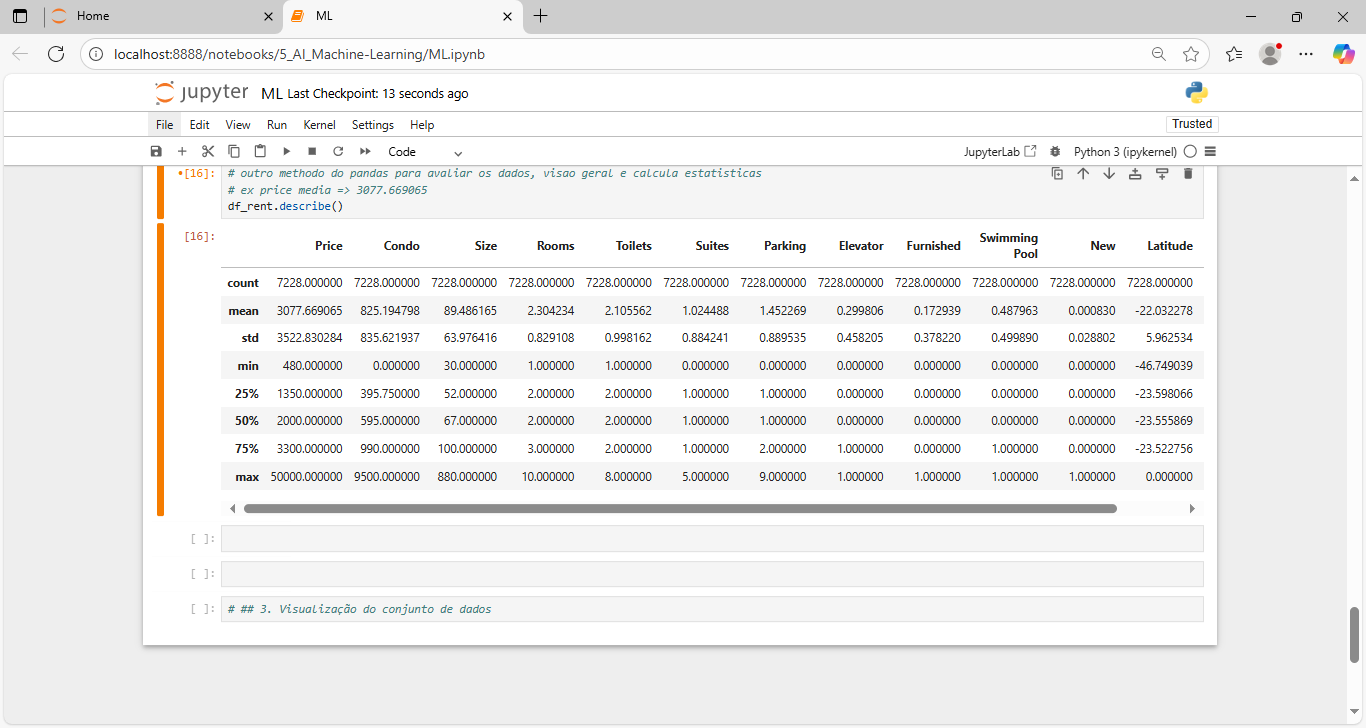 Home
ML
localhost:8888/notebooks/5_AI_Machine-Learning/ML.ipynb
jupyter ML Last Checkpoint: 13 seconds ago
File Edit View Run Kernel Settings Help
Trusted
Code
JupyterLab
Python 3 (ipykernel)
•[16]: # outro methodo do pandas para avaliar os dados, visao geral e calcula estatisticas
# ex price media => 3077.669065
df_rent.describe()
[16]:
Price Condo Size Rooms Toilets Suites Parking Elevator Furnished Swimming Pool New Latitude
count 7228.000000 7228.000000 7228.000000 7228.000000 7228.000000 7228.000000 7228.000000 7228.000000 7228.000000 7228.000000 7228.000000 7228.000000
mean 3077.669065 825.194798 89.486165 2.304234 2.105562 1.024488 1.452269 0.299806 0.172939 0.487963 0.000830 -22.032278
std 3522.830284 835.621937 63.976416 0.829108 0.998162 0.884241 0.889535 0.458205 0.378220 0.499890 0.028802 5.962534
min 480.000000 0.000000 30.000000 1.000000 1.000000 0.000000 0.000000 0.000000 0.000000 0.000000 0.000000 -46.749039
25% 1350.000000 395.750000 52.000000 2.000000 2.000000 1.000000 1.000000 0.000000 0.000000 0.000000 0.000000 -23.598066
50% 2000.000000 595.000000 67.000000 2.000000 2.000000 1.000000 1.000000 0.000000 0.000000 0.000000 0.000000 -23.555869
75% 3300.000000 990.000000 100.000000 3.000000 2.000000 1.000000 2.000000 1.000000 0.000000 1.000000 0.000000 -23.522756
max 50000.000000 9500.000000 880.000000 10.000000 8.000000 5.000000 9.000000 1.000000 1.000000 1.000000 1.000000 0.000000
[ ]:
[ ]:
[ ]: # ## 3. Visualização do conjunto de dados